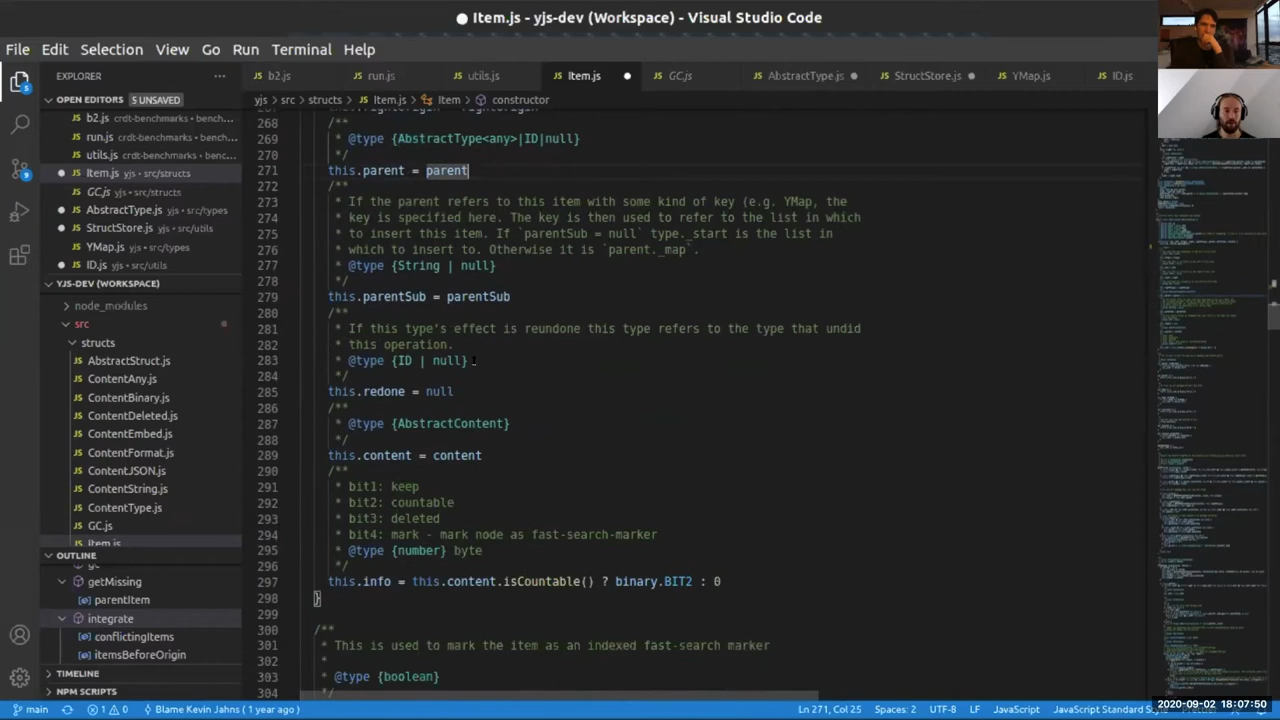 Item.js - yjs-dev (Workspace) - Visual Studio Code
File Edit Selection View Go Run Terminal Help
EXPLORER
OPEN EDITORS 5 UNSAVED
b2.js crdt-benchmarks • benc...
run.js crdt-benchmarks • benc...
utils.js crdt-benchmarks • benc...
Item.js yjs • src/structs
GC.js yjs • src/structs
AbstractType.js yjs • src/types
YMap.js yjs • src/types
ID.js yjs • src/utils
node_modules
src
structs
AbstractStruct.js
ContentAny.js
ContentBinary.js
ContentDeleted.js
ContentEmbed.js
ContentFormat.js
ContentJSON.js
ContentString.js
ContentType.js
GC.js
Item.js
OUTLINE
getMissing
parentItem
integrate
conflictingItems
itemsBeforeOrigin
TIMELINE
NPM SCRIPTS
b2.js run.js utils.js Item.js GC.js AbstractType.js StructStore.js YMap.js ID.js
yjs > src > structs > Item.js > Item > constructor
268 /**
269 * @type {AbstractType<any>|ID|null}
270 */
271 this.parent = parent
272 /**
273 * If the parent refers to this item with some kind of key (e.g. YMap, the
274 * key is specified here. The key is then used to refer to the list in which
275 * to insert this item. If `parentSub = null` type._start is the list in
276 * which to insert to. Otherwise it is `parent._map`.
277 * @type {String | null}
278 */
279 this.parentSub = parentSub
280 /**
281 * If this type's effect is reundone this type refers to the type that undid
282 * this operation.
283 * @type {ID | null}
284 */
285 this.redone = null
286 /**
287 * @type {AbstractContent}
288 */
289 this.content = content
290 /**
291 * bit1: keep
292 * bit2: countable
293 * bit3: deleted
294 * bit4: mark - mark node as fast-search-marker
295 * @type {number} byte
296 */
297 this.info = this.content.isCountable() ? binary.BIT2 : 0
298 }
299
300 /**
301 * This is used to mark the item as an indexed fast-search marker
302 *
303 * @type {boolean}
304 */
main 1 0 Blame Kevin Jahns ( 1 year ago ) Ln 271, Col 25 Spaces: 2 UTF-8 LF JavaScript JavaScript Standard
2020-09-02 18:07:50